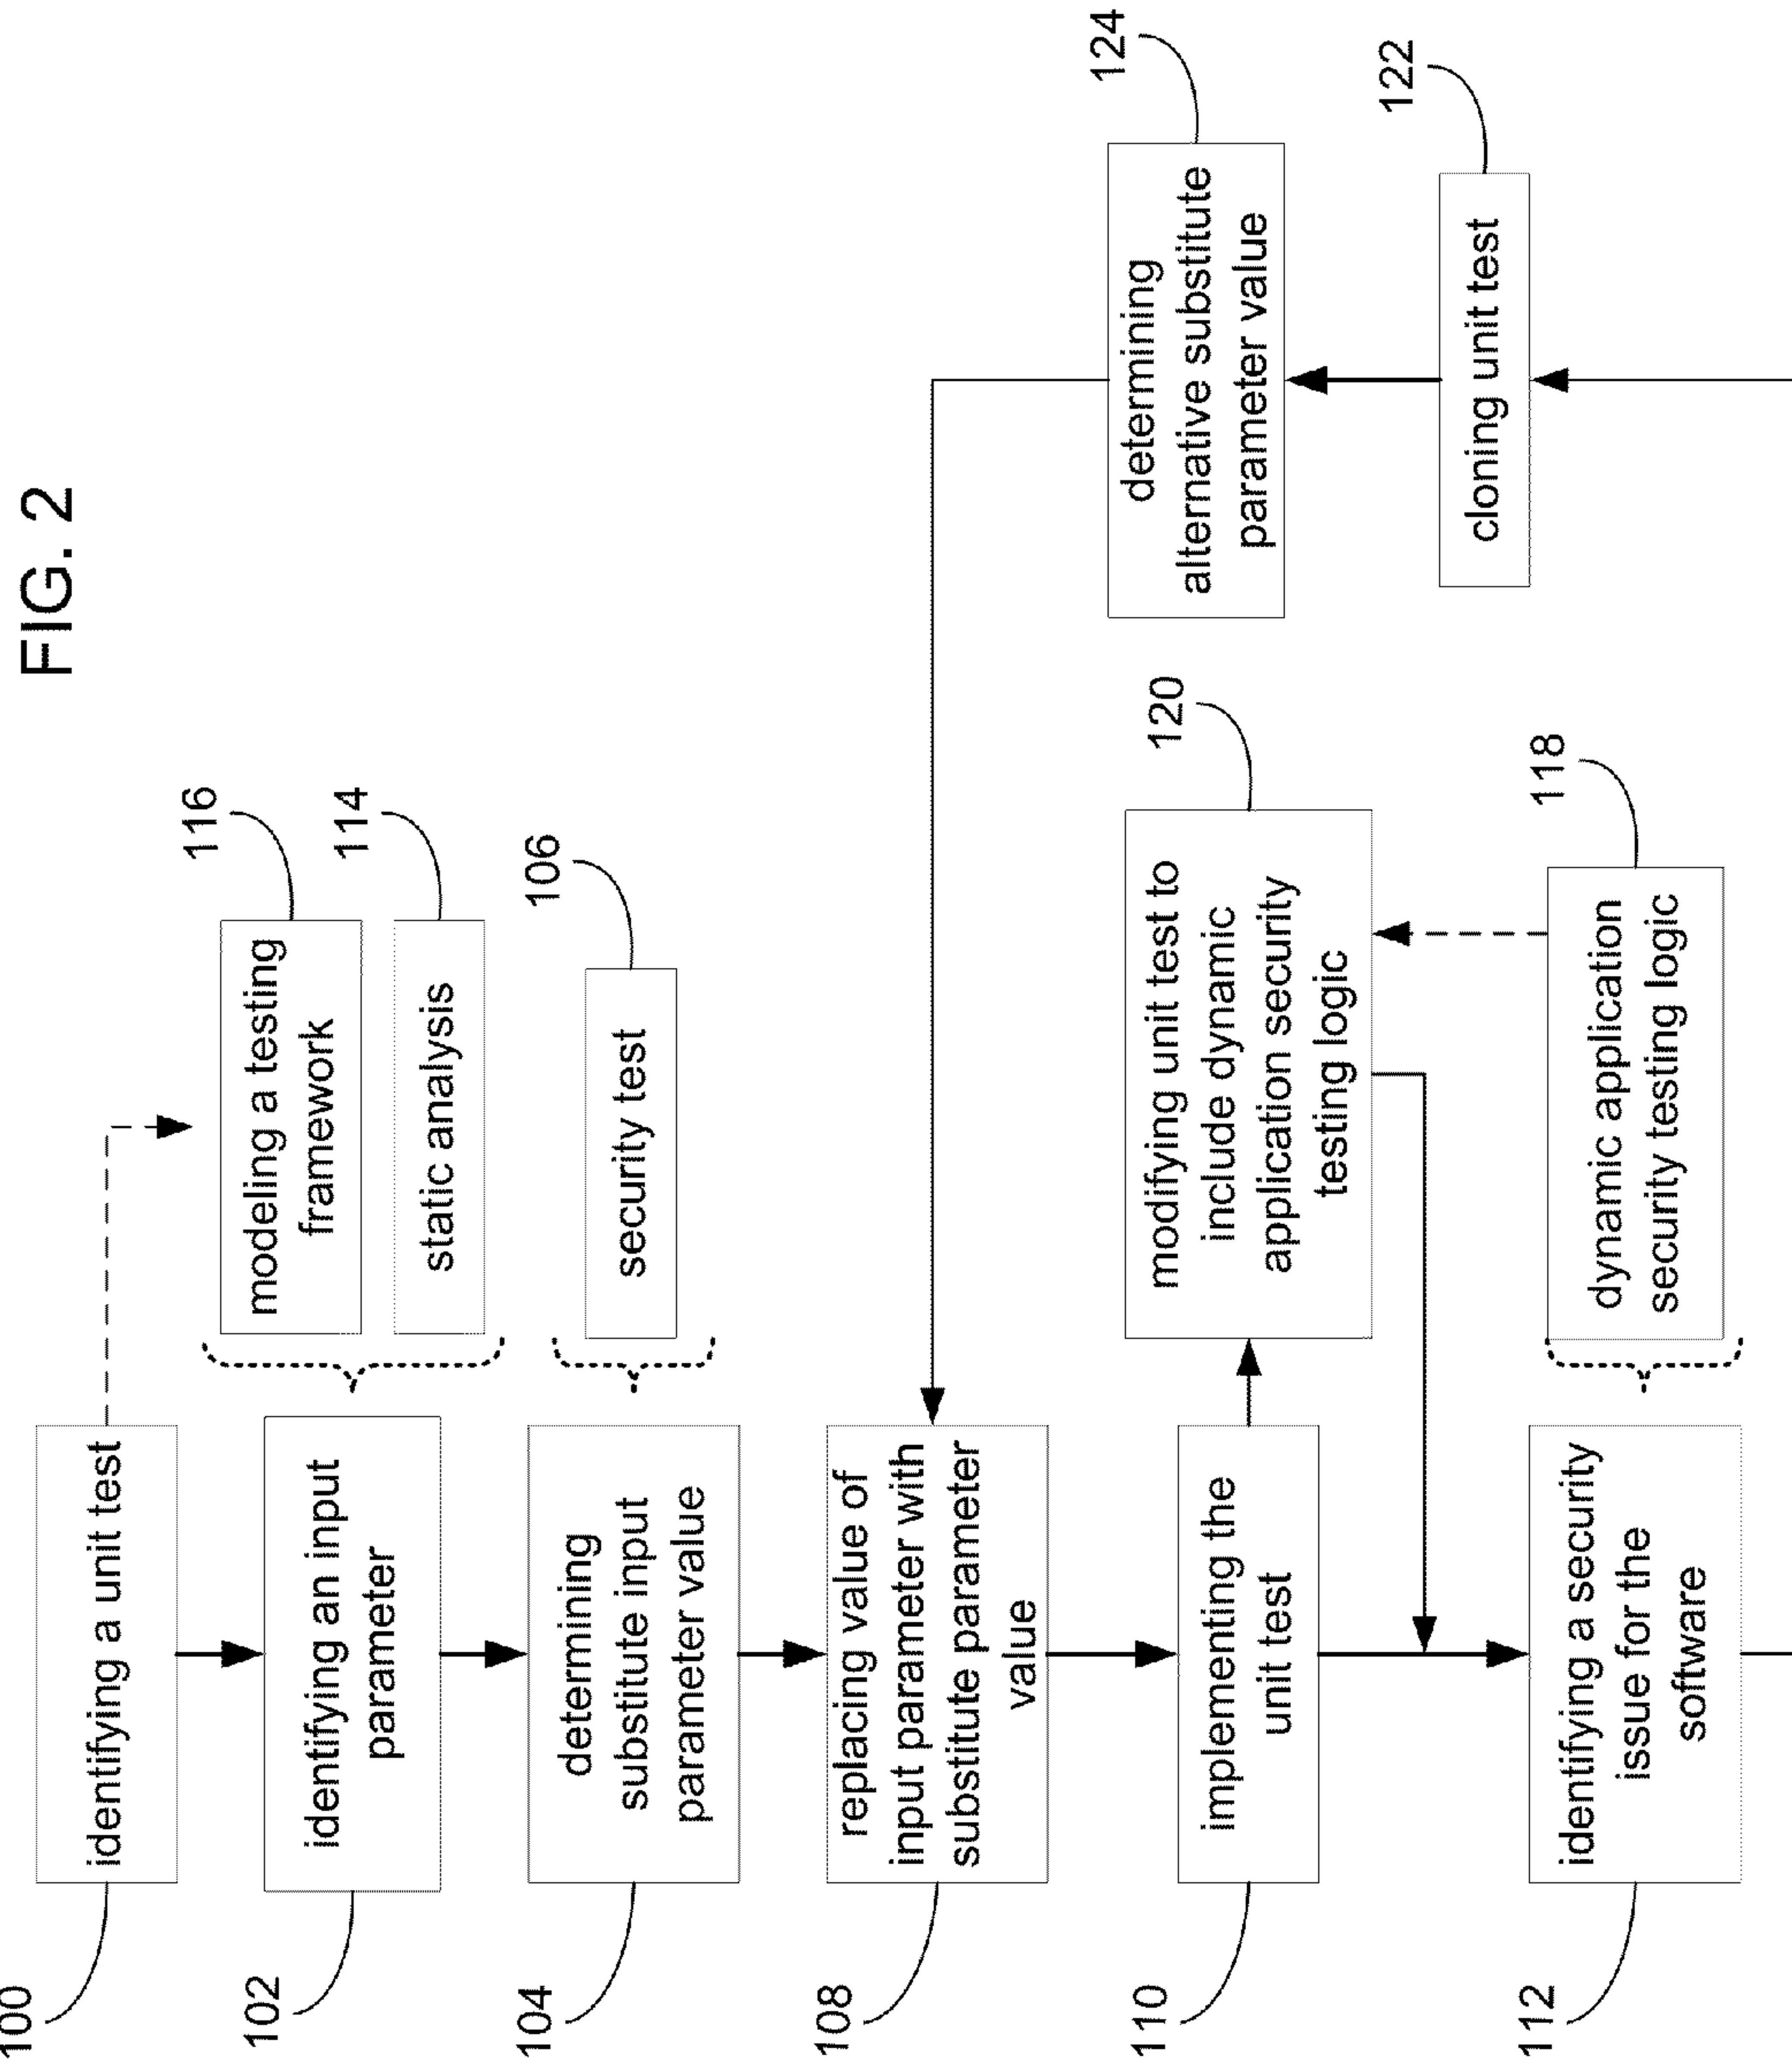 FIG. 2
100
identifying a unit test
116
modeling a testing
framework
114
static analysis
102
identifying an input
parameter
106
security test
104
determining
substitute input
parameter value
108
replacing value of
input parameter with
substitute parameter
value
124
determining
alternative substitute
parameter value
110
implementing the
unit test
120
modifying unit test to
include dynamic
application security
testing logic
122
cloning unit test
112
identifying a security
issue for the
software
118
dynamic application
security testing logic